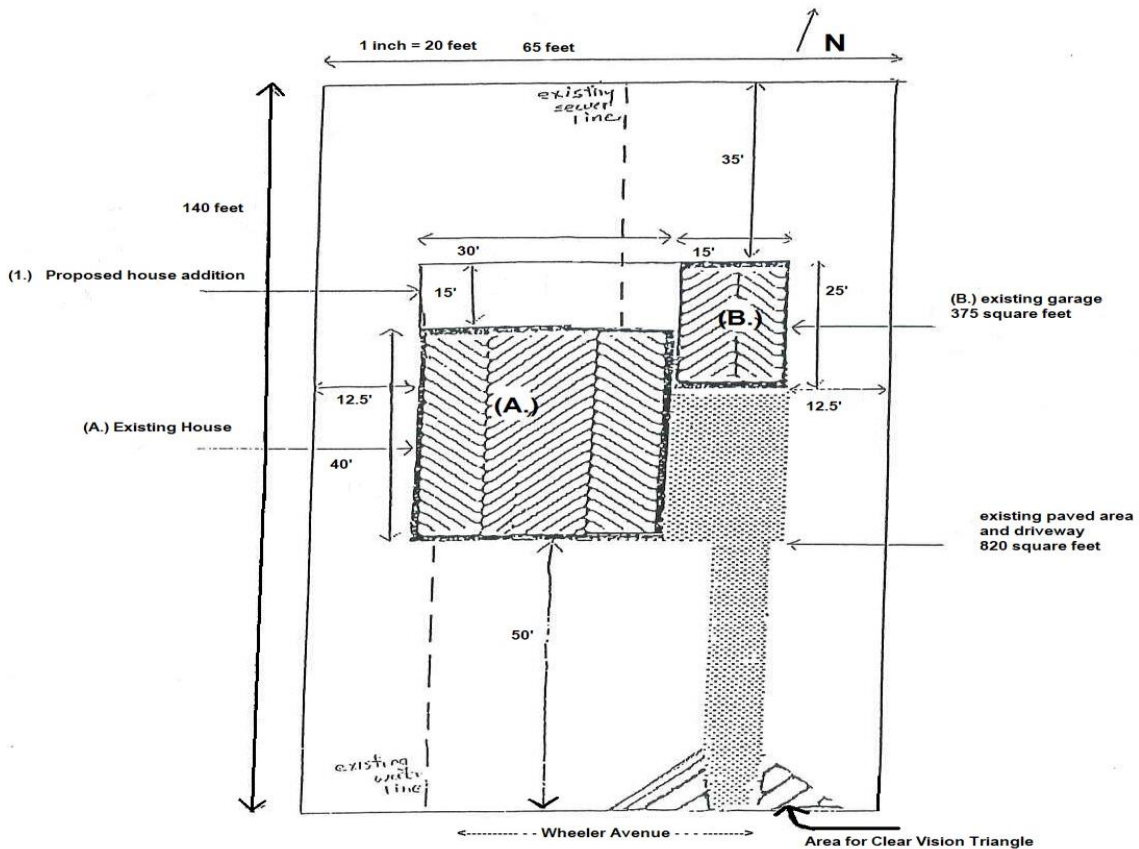 N
1 inch = 20 feet 65 feet
existing
sewer
line
35'
140 feet
30' 15'
(1.) Proposed house addition
15'
25'
(B.)
(B.) existing garage
375 square feet
12.5'
(A.)
12.5'
(A.) Existing House
40'
existing paved area
and driveway
820 square feet
50'
existing
line
<------- - - Wheeler Avenue - - ------->
Area for Clear Vision Triangle